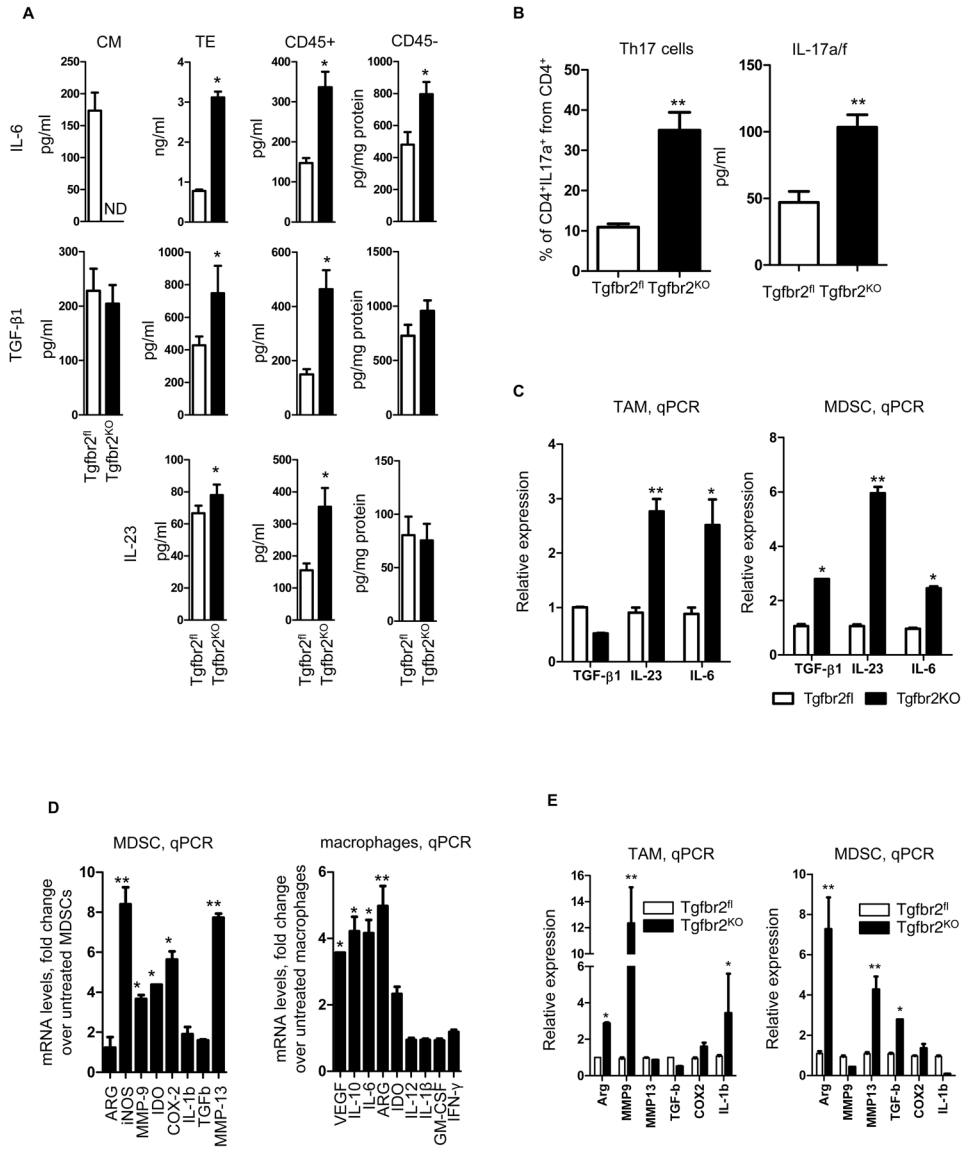 A
CM
TE
CD45+
CD45-
IL-6
pg/ml
250
200
150
100
50
0
ND
ng/ml
4
3
2
1
0
*
pg/ml
400
300
200
100
0
*
pg/mg protein
1000
800
600
400
200
0
*
TGF-β1
pg/ml
300
200
100
0
Tgfbr2fl
Tgfbr2KO
pg/ml
1000
800
600
400
200
0
*
pg/ml
600
400
200
0
*
pg/mg protein
1500
1000
500
0
IL-23
pg/ml
100
80
60
40
20
0
*
Tgfbr2fl
Tgfbr2KO
pg/ml
500
400
300
200
100
0
*
Tgfbr2fl
Tgfbr2KO
pg/mg protein
150
100
50
0
Tgfbr2fl
Tgfbr2KO
B
Th17 cells
% of CD4+IL17a+ from CD4+
50
40
30
20
10
0
**
Tgfbr2fl Tgfbr2KO
IL-17a/f
pg/ml
150
100
50
0
**
Tgfbr2fl Tgfbr2KO
C
TAM, qPCR
Relative expression
4
3
2
1
0
**
*
TGF-β1 IL-23 IL-6
MDSC, qPCR
Relative expression
8
6
4
2
0
*
**
*
TGF-β1 IL-23 IL-6
Tgfbr2fl Tgfbr2KO
D
MDSC, qPCR
mRNA levels, fold change
over untreated MDSCs
10
8
6
4
2
0
**
*
*
*
**
ARG
iNOS
MMP-9
IDO
COX-2
IL-1b
TGFb
MMP-13
macrophages, qPCR
mRNA levels, fold change
over untreated macrophages
6
4
2
0
*
*
*
**
VEGF
IL-10
IL-6
ARG
IDO
IL-12
IL-1β
GM-CSF
IFN-γ
E
TAM, qPCR
Relative expression
16
14
12
10
8
6
4
2
0
*
**
*
Tgfbr2fl
Tgfbr2KO
Arg
MMP9
MMP13
TGF-b
COX2
IL-1b
MDSC, qPCR
Relative expression
10
8
6
4
2
0
**
**
*
Tgfbr2fl
Tgfbr2KO
Arg
MMP9
MMP13
TGF-b
COX2
IL-1b